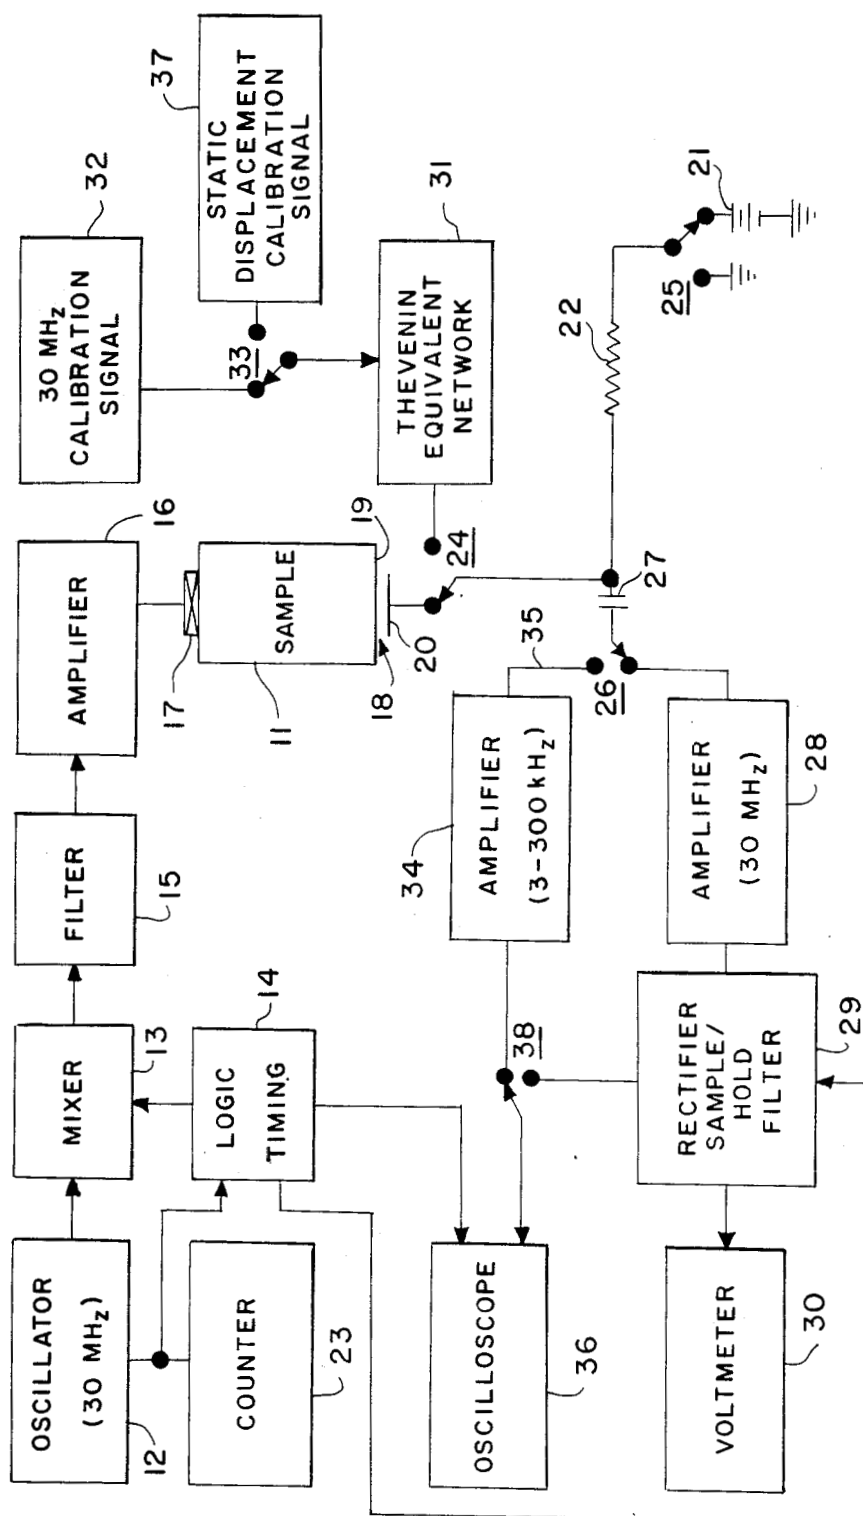 OSCILLATOR
(30 MHz)
12
MIXER
13
FILTER
15
AMPLIFIER
16
30 MHz
CALIBRATION
SIGNAL
32
COUNTER
23
LOGIC
TIMING
14
17
SAMPLE
11
18
19
20
33
STATIC
DISPLACEMENT
CALIBRATION
SIGNAL
37
THEVENIN
EQUIVALENT
NETWORK
31
24
OSCILLOSCOPE
36
38
AMPLIFIER
(3-300 kHz)
34
35
26
27
22
25
21
VOLTMETER
30
RECTIFIER
SAMPLE/
HOLD
FILTER
29
AMPLIFIER
(30 MHz)
28